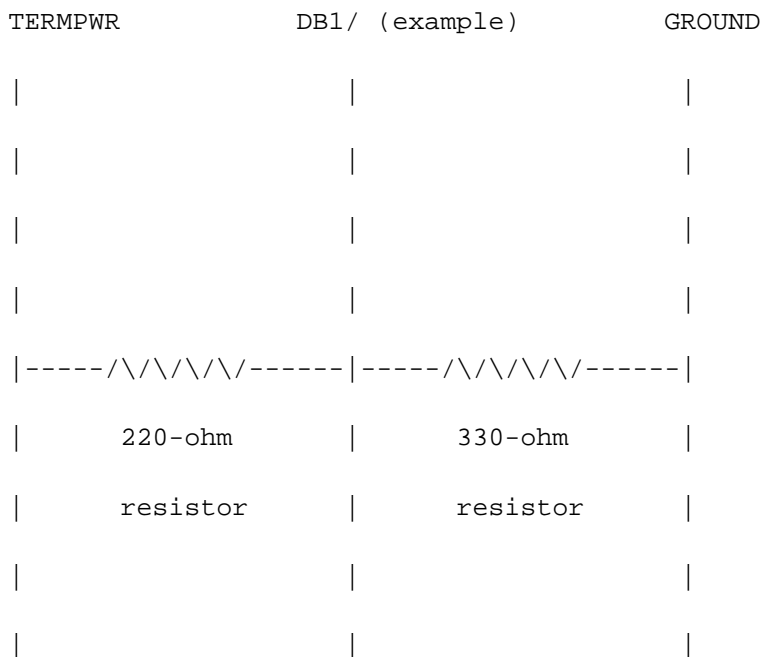 TERMPWR DB1/ (example) GROUND
| | |
| | |
| | |
| | |
|-----/\/\/\/\/------|-----/\/\/\/\/------|
| 220-ohm | 330-ohm |
| resistor | resistor |
| | |
| | |